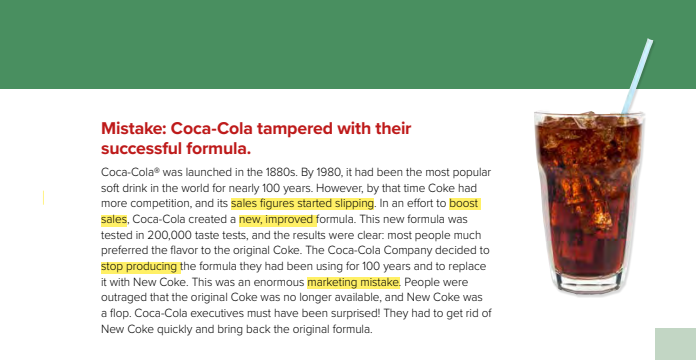 Mistake: Coca-Cola tampered with their
successful formula.
Coca-Cola® was launched in the 1880s. By 1980, it had been the most popular
soft drink in the world for nearly 100 years. However, by that time Coke had
more competition, and its sales figures started slipping. In an effort to boost
sales, Coca-Cola created a new, improved formula. This new formula was
tested in 200,000 taste tests, and the results were clear: most people much
preferred the flavor to the original Coke. The Coca-Cola Company decided to
stop producing the formula they had been using for 100 years and to replace
it with New Coke. This was an enormous marketing mistake. People were
outraged that the original Coke was no longer available, and New Coke was
a flop. Coca-Cola executives must have been surprised! They had to get rid of
New Coke quickly and bring back the original formula.